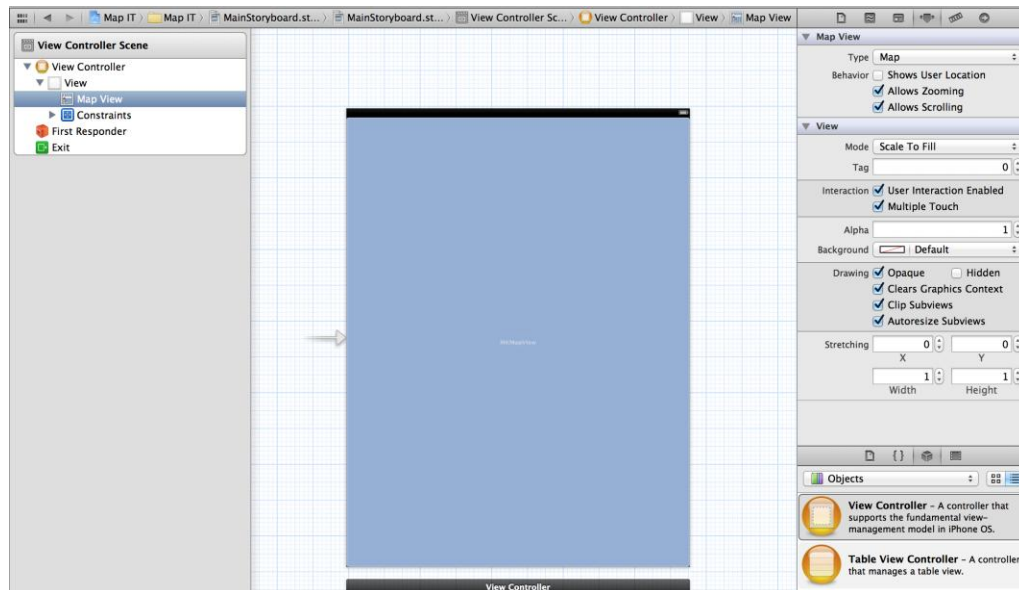 Map IT Map IT MainStoryboard.st... MainStoryboard.st... View Controller Sc... View Controller View Map View
View Controller Scene
View Controller
View
Map View
Constraints
First Responder
Exit
View Controller
Map View
Type Map
Behavior Shows User Location
Allows Zooming
Allows Scrolling
View
Mode Scale To Fill
Tag 0
Interaction User Interaction Enabled
Multiple Touch
Alpha 1
Background Default
Drawing Opaque Hidden
Clears Graphics Context
Clip Subviews
Autoresize Subviews
Stretching 0 0
X Y
1 1
Width Height
{ }
Objects
View Controller – A controller that
supports the fundamental view-
management model in iPhone OS.
Table View Controller – A controller
that manages a table view.